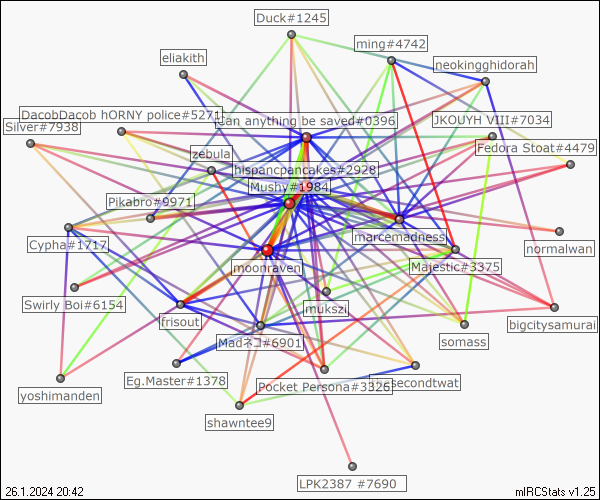 Duck#1245
ming#4742
eliakith
neokingghidorah
DacobDacob hORNY police#5271
Can anything be saved#0396
JKOUYH VIII#7034
Silver#7938
Fedora Stoat#4479
zebula
hispancpancakes#2928
Mushy#1984
Pikabro#9971
marcemadness
normalwan
Cypha#1717
moonraven
Majestic#3375
Swirly Boi#6154
mukszi
frisout
bigcitysamurai
somass
Madネコ#6901
Eg.Master#1378
Pocket Persona#3326
secondtwat
yoshimanden
shawntee9
LPK2387 #7690
26.1.2024 20:42
mIRCStats v1.25